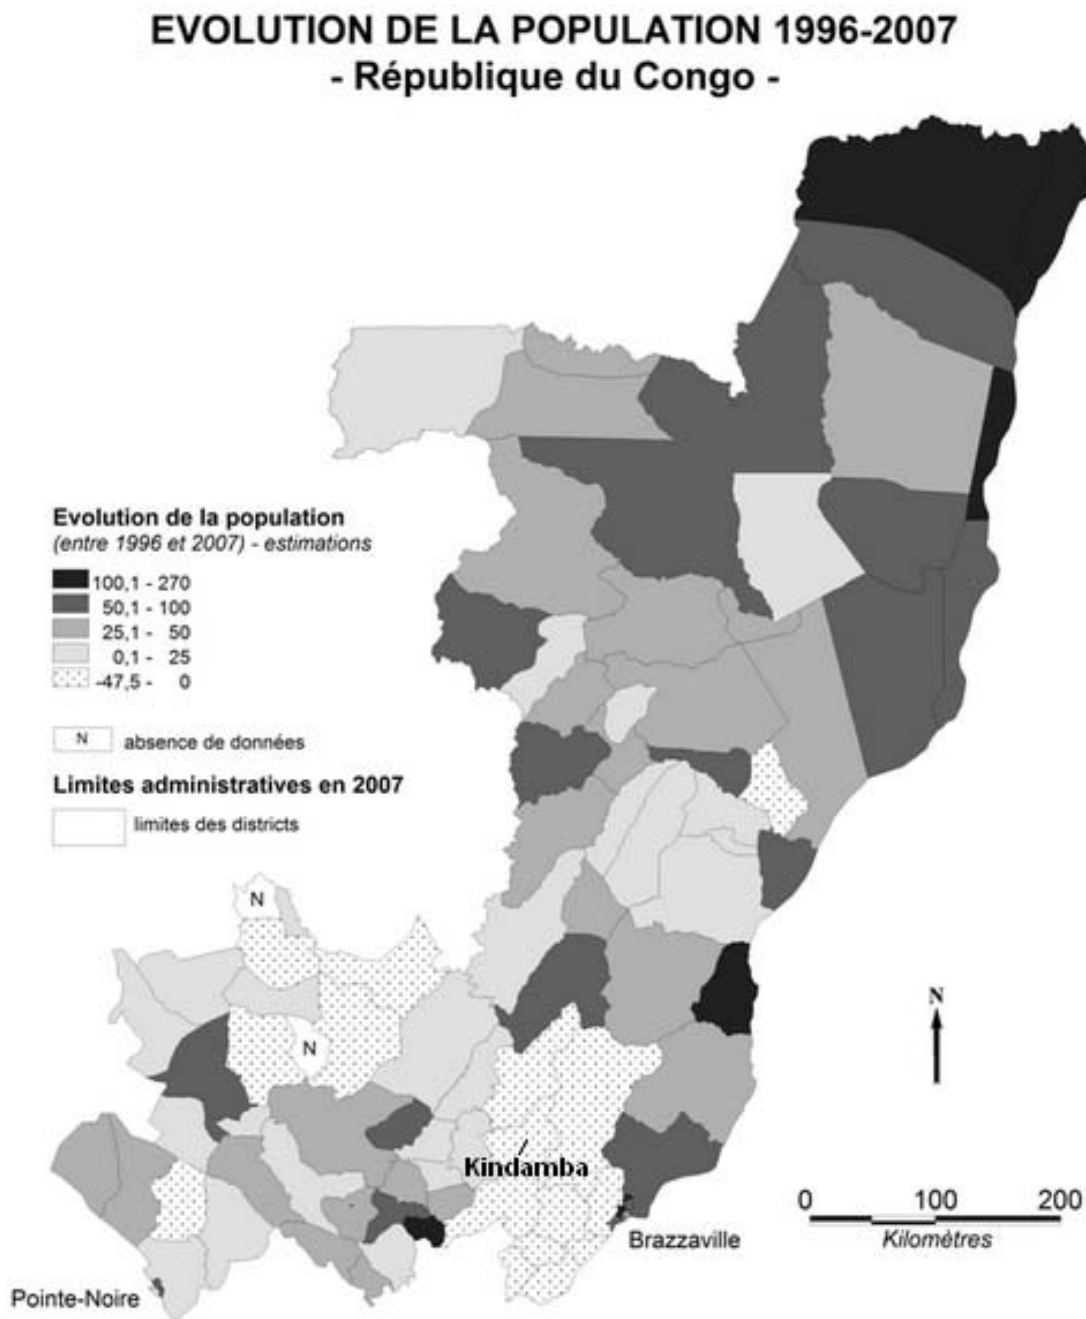 EVOLUTION DE LA POPULATION 1996-2007
- République du Congo -
Evolution de la population
(entre 1996 et 2007) - estimations
100,1 - 270
50,1 - 100
25,1 - 50
0,1 - 25
-47,5 - 0
N absence de données
Limites administratives en 2007
limites des districts
N
N
N
Kindamba
0 100 200
Kilomètres
Brazzaville
Pointe-Noire